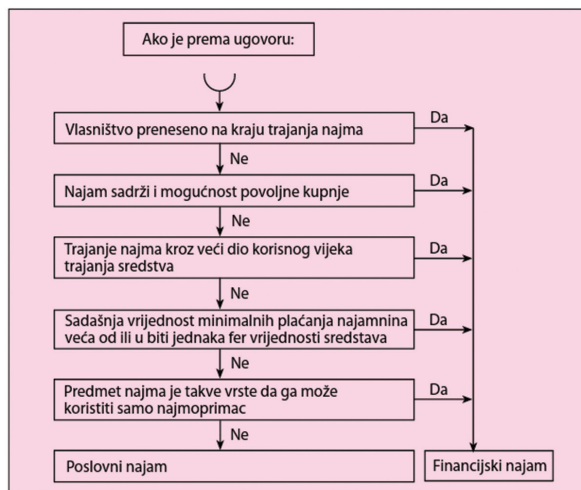 Ako je prema ugovoru:
Vlasništvo preneseno na kraju trajanja najma
Da
Ne
Najam sadrži i mogućnost povoljne kupnje
Da
Ne
Trajanje najma kroz veći dio korisnog vijeka
trajanja sredstva
Da
Ne
Sadašnja vrijednost minimalnih plaćanja najamnina
veća od ili u biti jednaka fer vrijednosti sredstava
Da
Ne
Predmet najma je takve vrste da ga može
koristiti samo najmoprimac
Da
Ne
Poslovni najam
Financijski najam